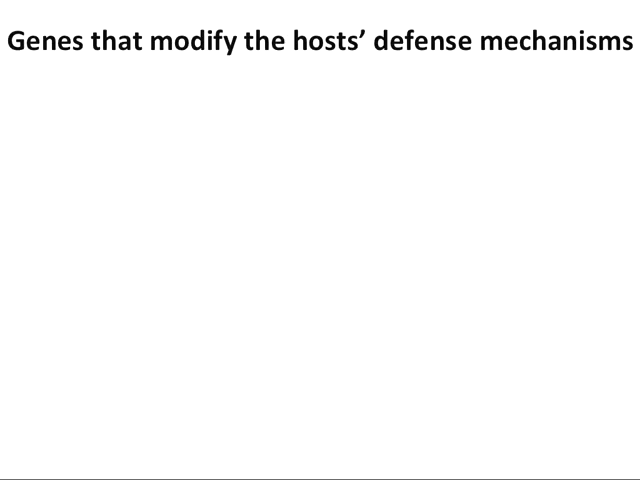 Genes that modify the hosts’ defense mechanisms